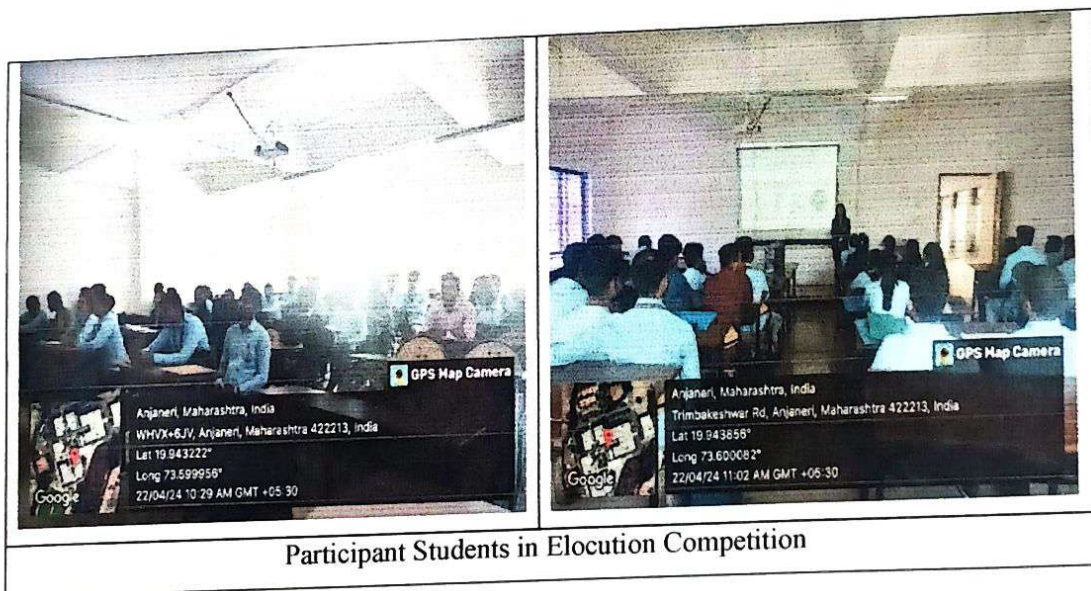 GPS Map Camera
Anjaneri, Maharashtra, India
WHVX+6JV, Anjaneri, Maharashtra 422213, India
Lat 19.943222°
Long 73.599956°
22/04/24 10:29 AM GMT +05:30
Google
GPS Map Camera
Anjaneri, Maharashtra, India
Trimbakeshwar Rd, Anjaneri, Maharashtra 422213, India
Lat 19.943856°
Long 73.600082°
22/04/24 11:02 AM GMT +05:30
Google
Participant Students in Elocution Competition